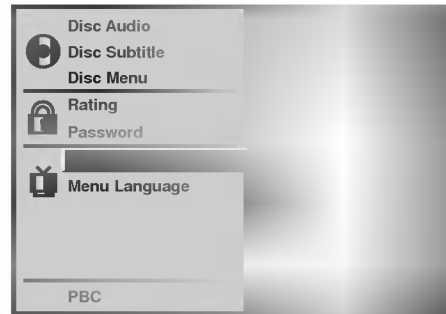 Disc Audio
Disc Subtitle
Disc Menu
Rating
Password
Menu Language
PBC